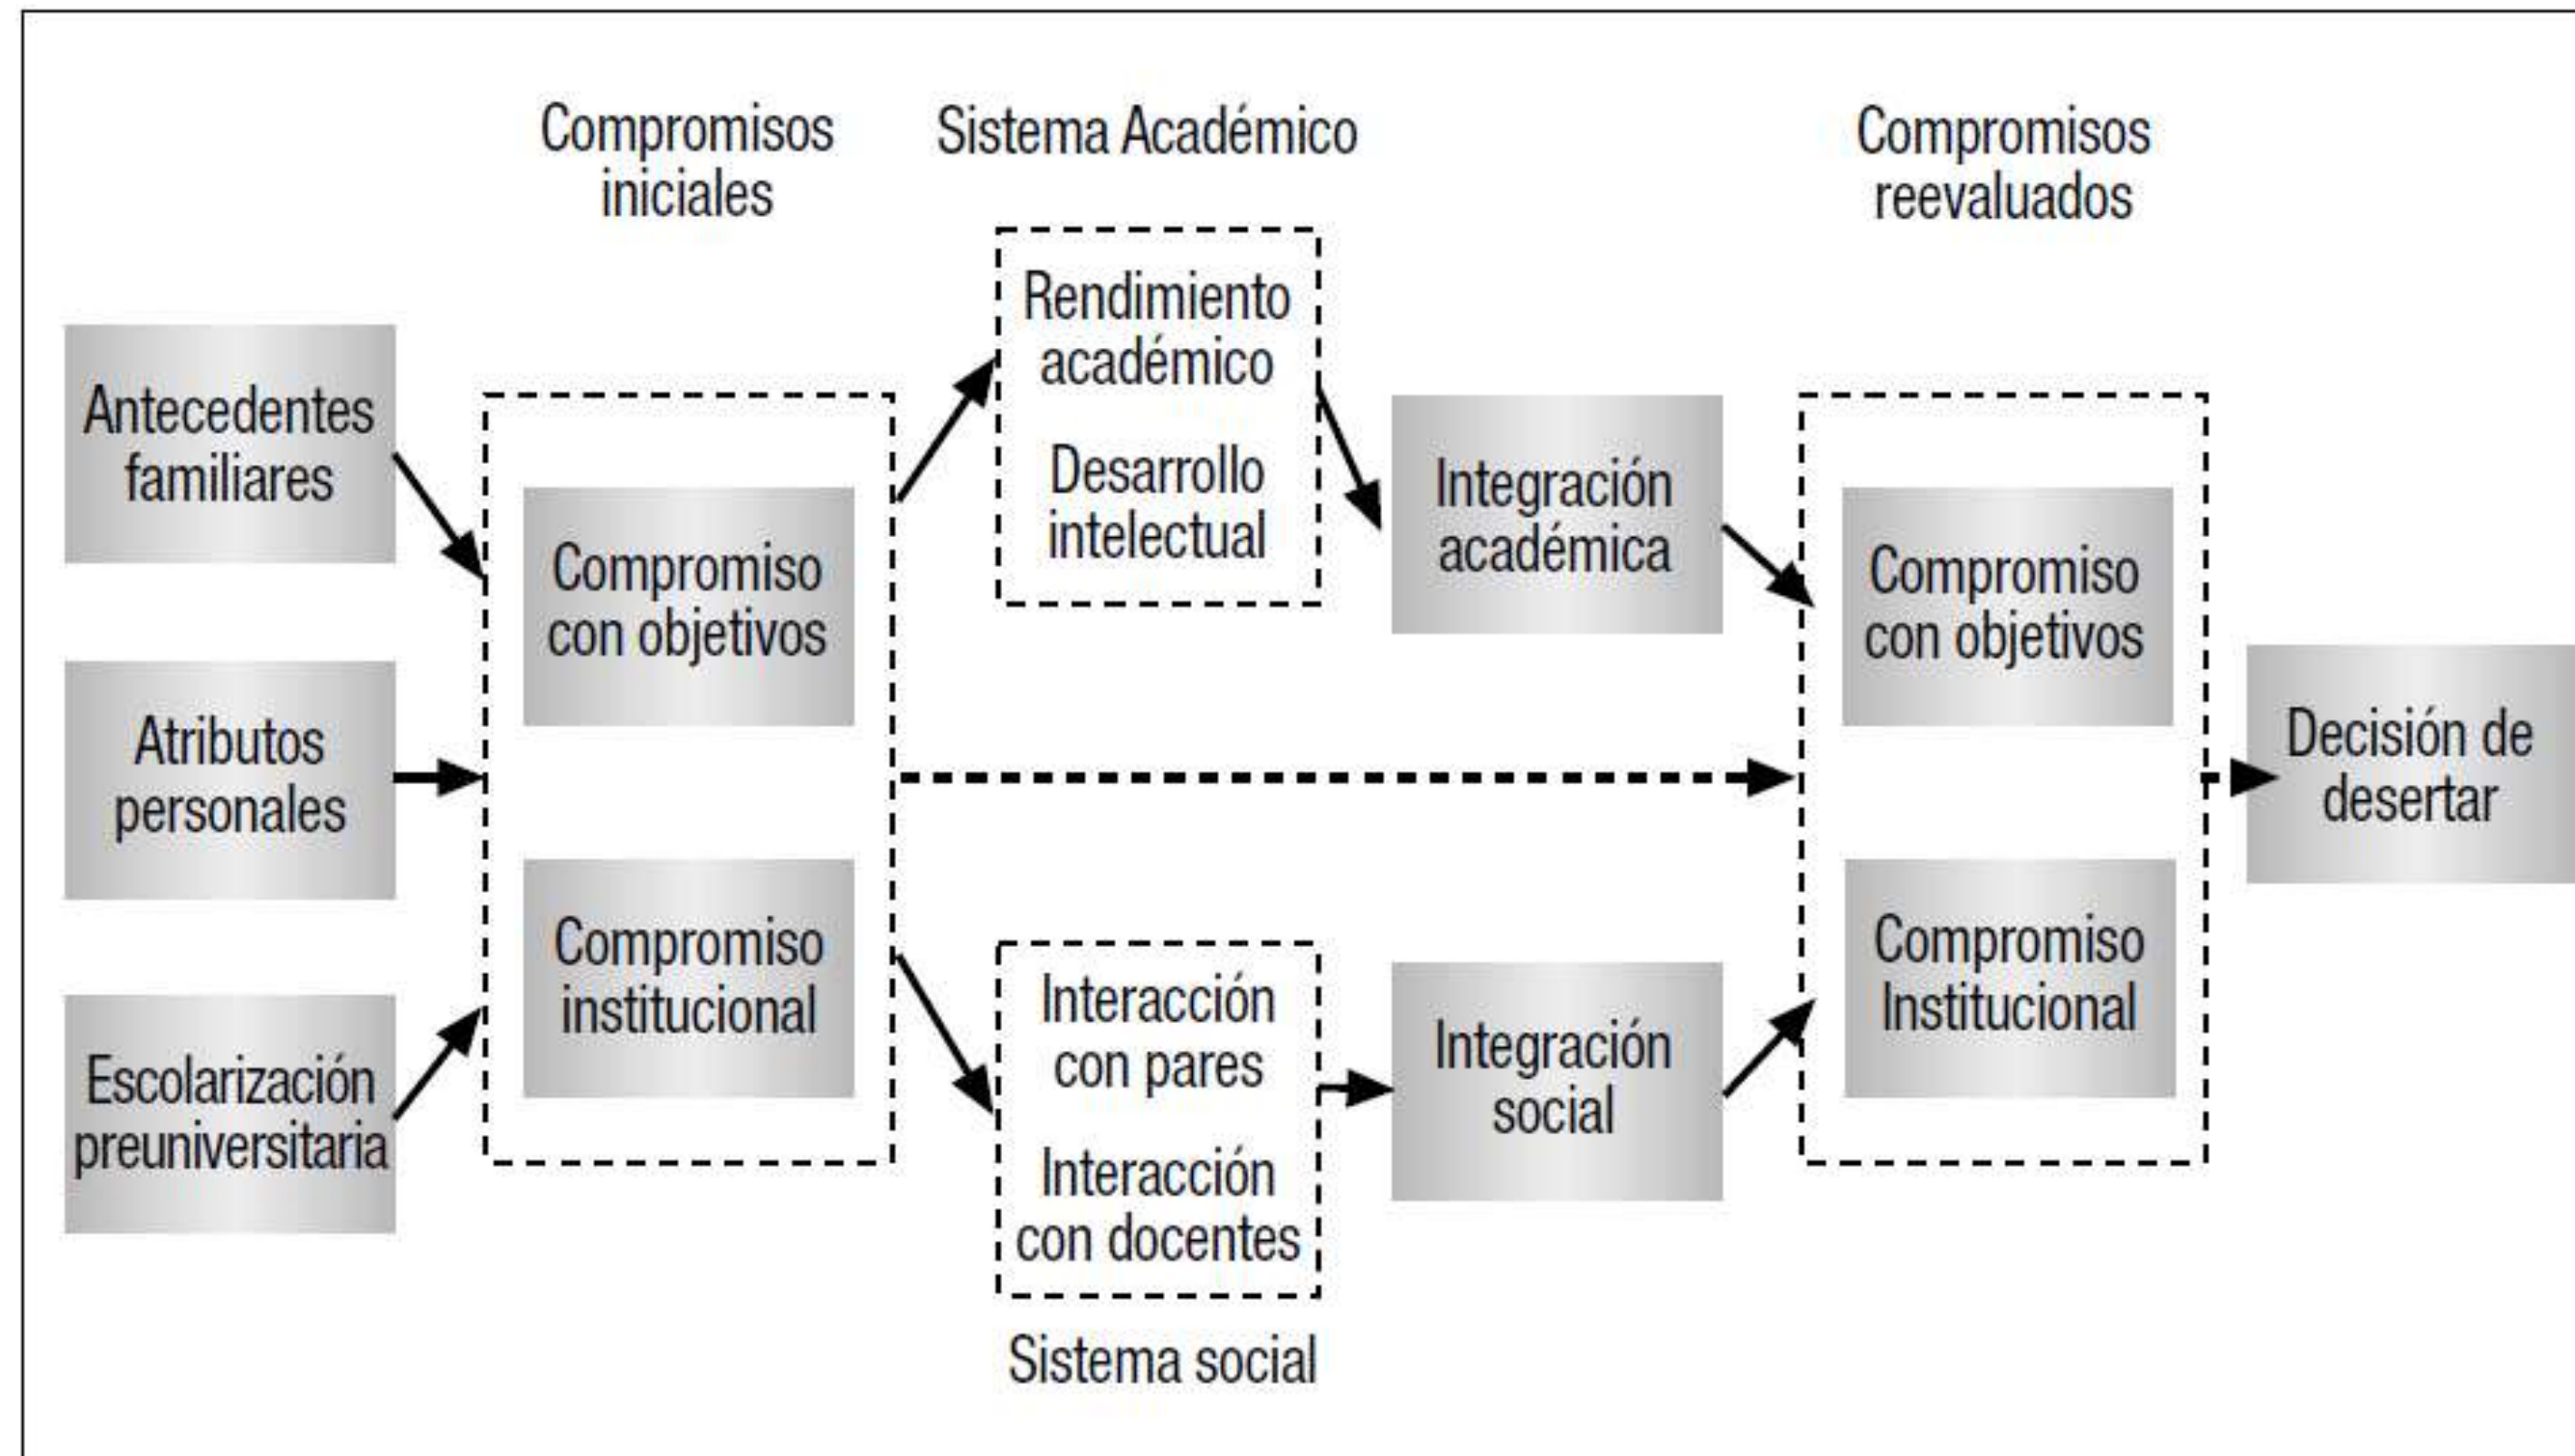 Compromisos
iniciales
Sistema Académico
Compromisos
reevaluados
Antecedentes
familiares
Atributos
personales
Escolarización
preuniversitaria
Compromiso
con objetivos
Compromiso
institucional
Rendimiento
académico
Desarrollo
intelectual
Interacción
con pares
Interacción
con docentes
Sistema social
Integración
académica
Integración
social
Compromiso
con objetivos
Compromiso
Institucional
Decisión de
desertar